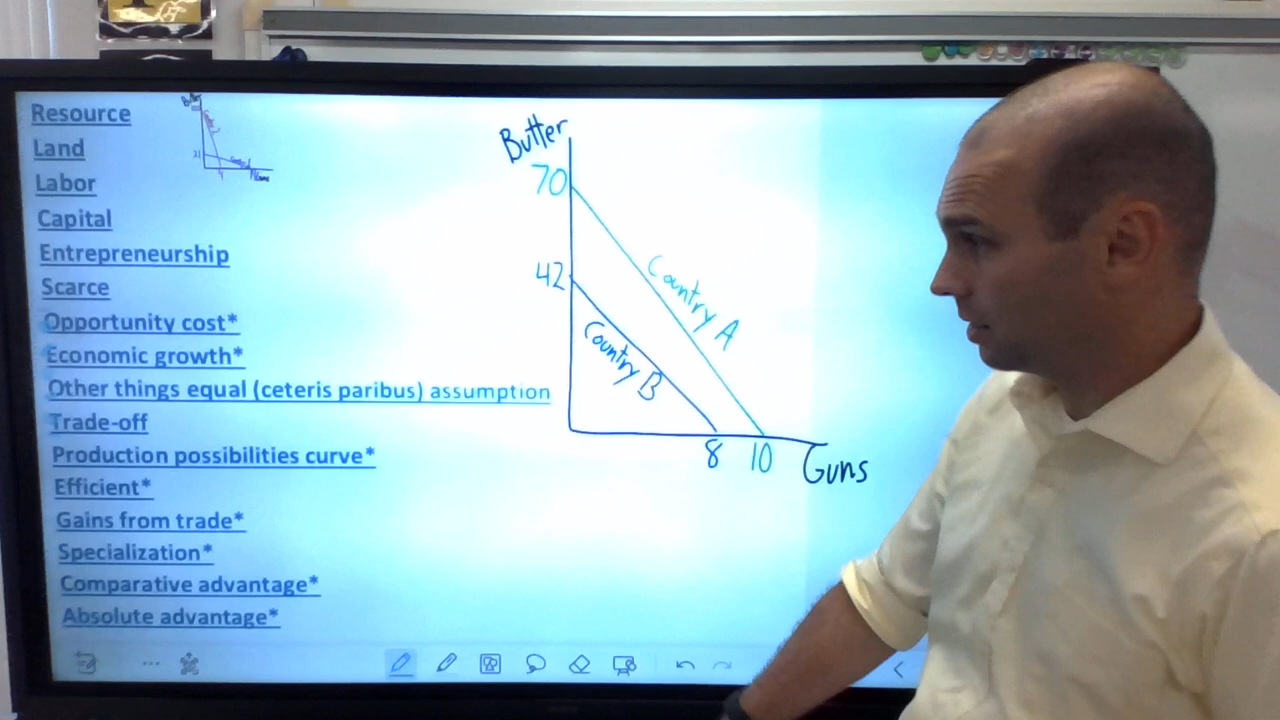 Resource
Land
Labor
Capital
Entrepreneurship
Scarce
Opportunity cost*
Economic growth*
Other things equal (ceteris paribus) assumption
Trade-off
Production possibilities curve*
Efficient*
Gains from trade*
Specialization*
Comparative advantage*
Absolute advantage*
Butter
70
42
Country A
Country B
8 10 Guns